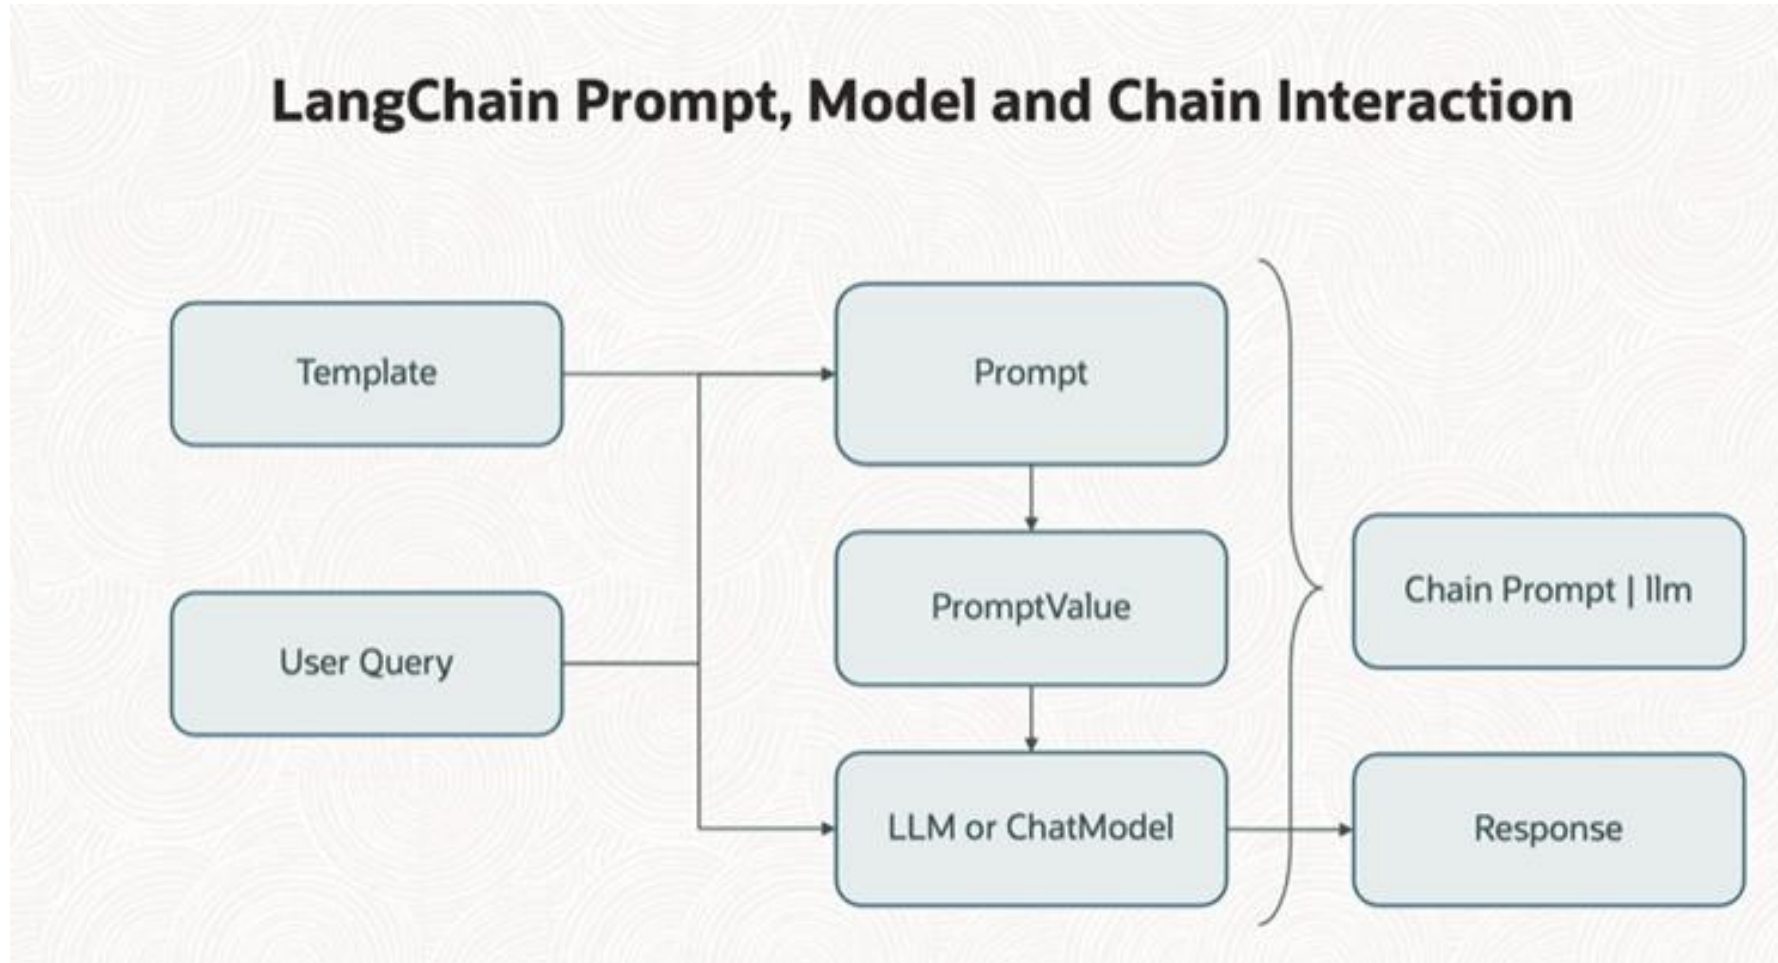 LangChain Prompt, Model and Chain Interaction
Template
Prompt
User Query
PromptValue
Chain Prompt | llm
LLM or ChatModel
Response